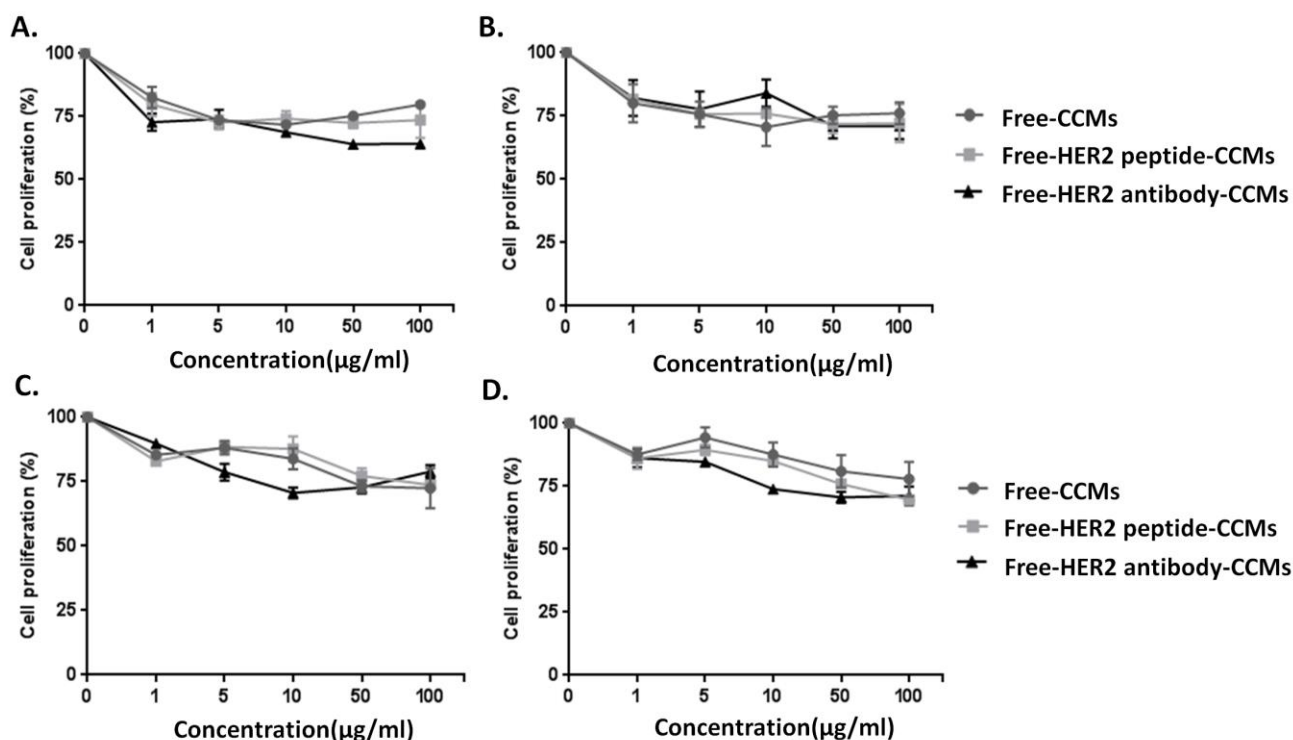 A.
Cell proliferation (%)
100
75
50
25
0
0 1 5 10 50 100
Concentration(μg/ml)
B.
Cell proliferation (%)
100
75
50
25
0
0 1 5 10 50 100
Concentration(μg/ml)
Free-CCMs
Free-HER2 peptide-CCMs
Free-HER2 antibody-CCMs
C.
Cell proliferation (%)
100
75
50
25
0
0 1 5 10 50 100
Concentration(μg/ml)
D.
Cell proliferation (%)
100
75
50
25
0
0 1 5 10 50 100
Concentration(μg/ml)
Free-CCMs
Free-HER2 peptide-CCMs
Free-HER2 antibody-CCMs